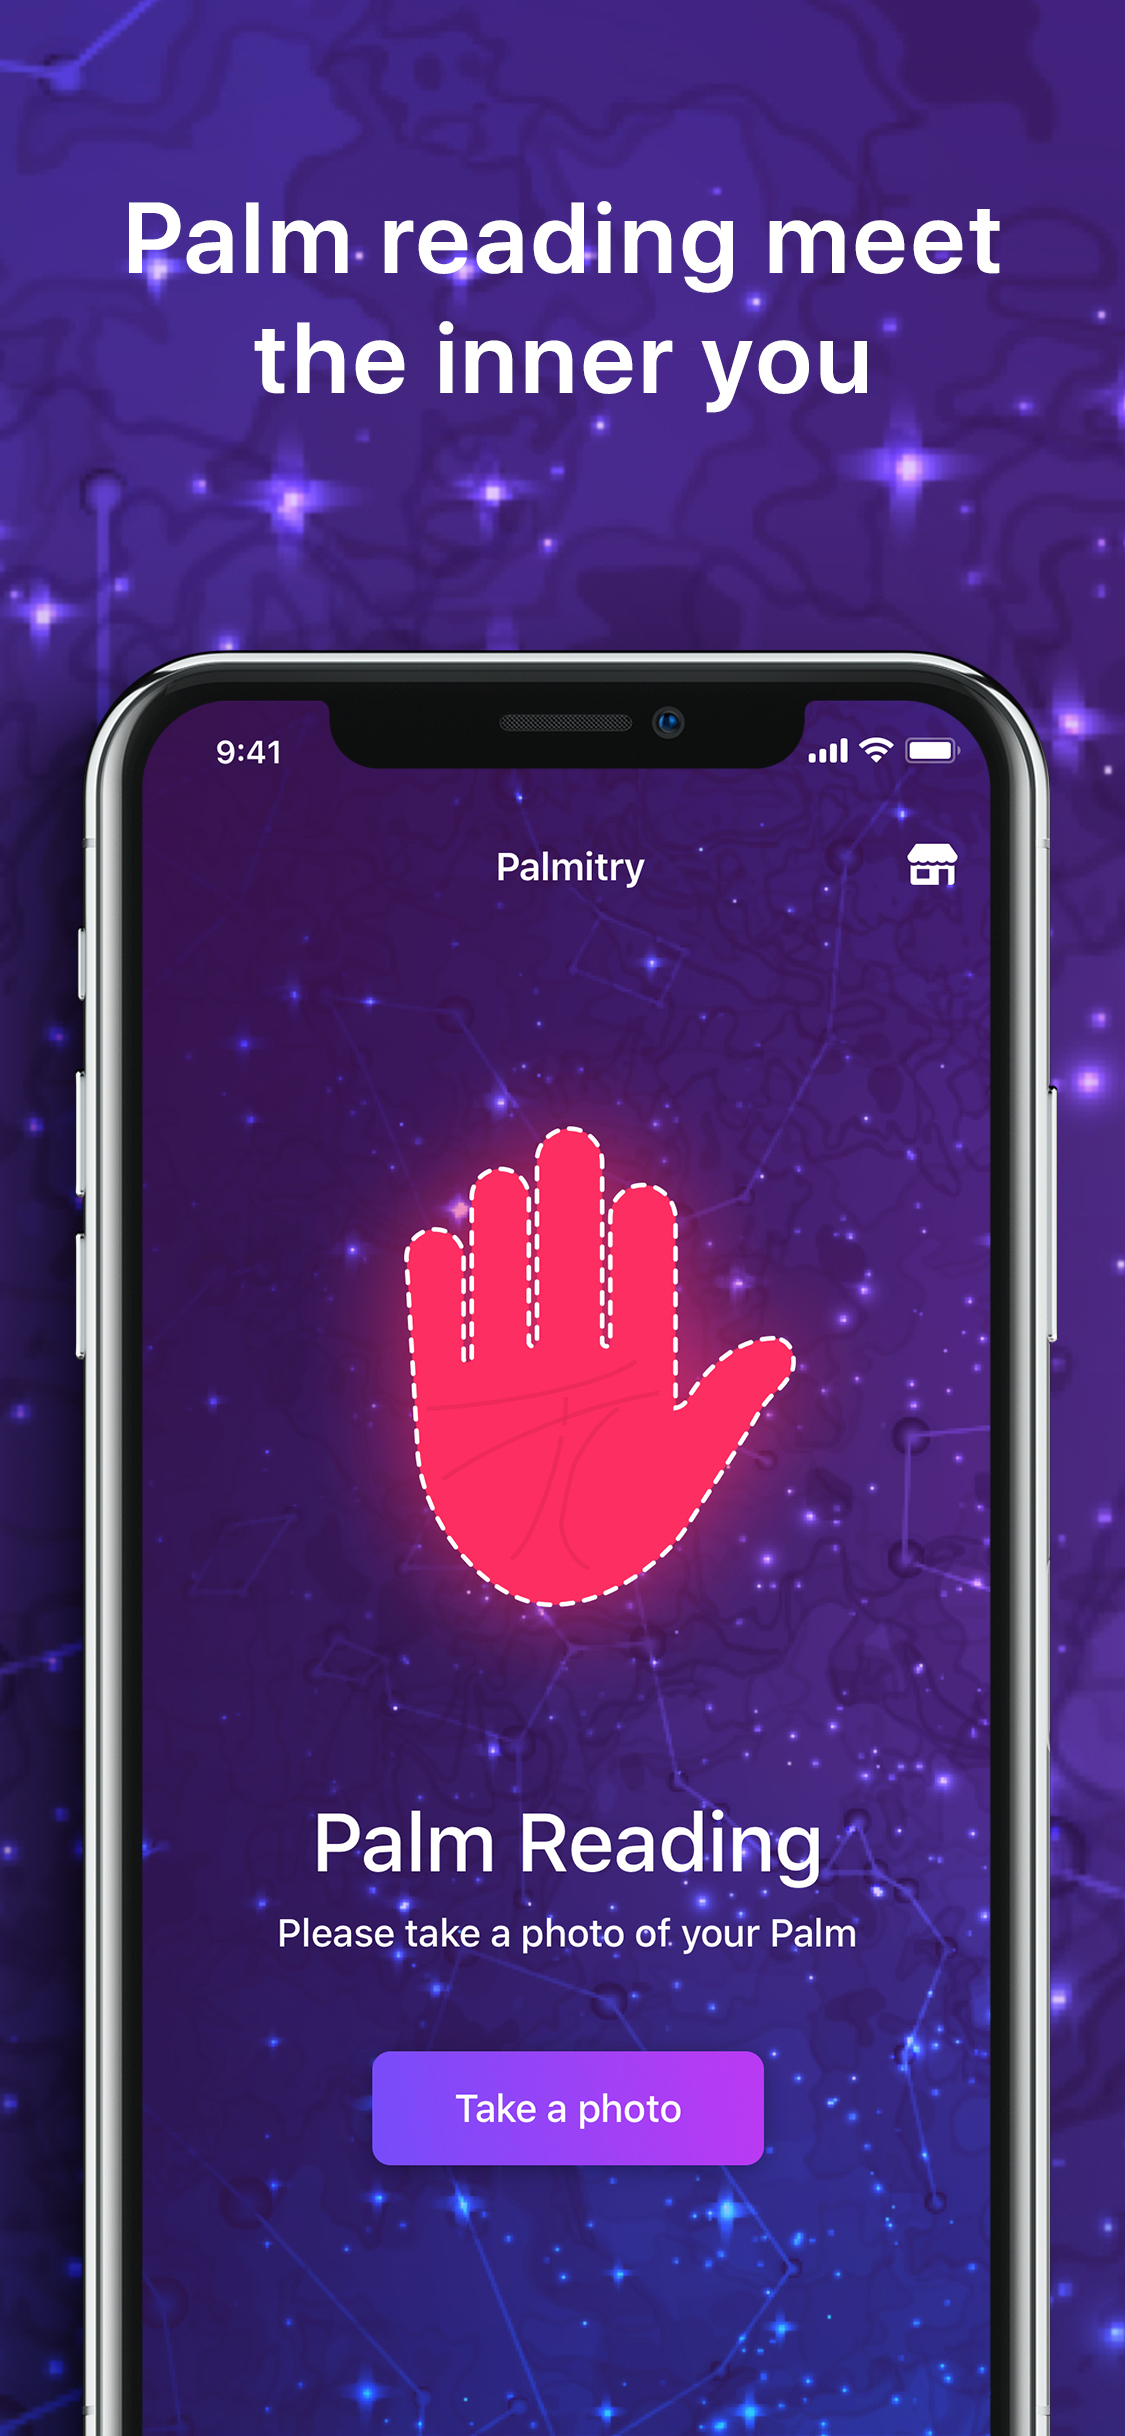 Palm reading meet
the inner you
9:41
Palmitry
Palm Reading
Please take a photo of your Palm
Take a photo